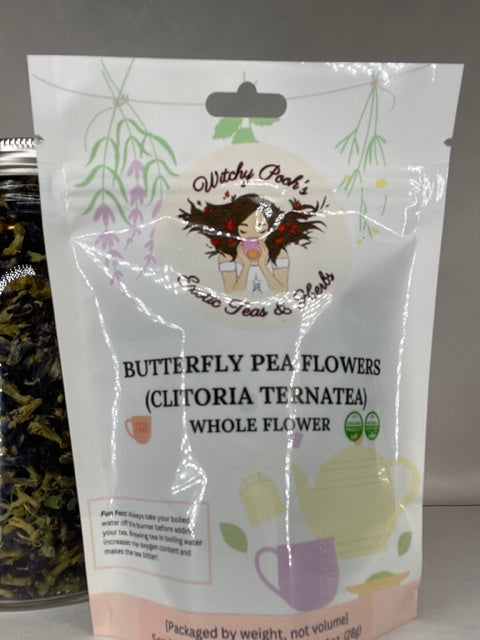 Witchy Pooh's
Exotic Teas & Herbs
BUTTERFLY PEA FLOWERS
(CLITORIA TERNATEA)
WHOLE FLOWER
Fun Fact: Always take your boiled
water off the burner before adding
your tea. Brewing tea in boiling water
increases the oxygen content and
makes the tea bitter!
[Packaged by weight, not volume]
(28g)